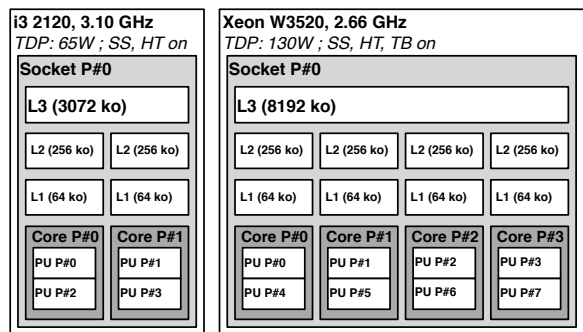 i3 2120, 3.10 GHz
TDP: 65W ; SS, HT on
Socket P#0
L3 (3072 ko)
L2 (256 ko) L2 (256 ko)
L1 (64 ko) L1 (64 ko)
Core P#0 Core P#1
PU P#0 PU P#1
PU P#2 PU P#3
Xeon W3520, 2.66 GHz
TDP: 130W ; SS, HT, TB on
Socket P#0
L3 (8192 ko)
L2 (256 ko) L2 (256 ko) L2 (256 ko) L2 (256 ko)
L1 (64 ko) L1 (64 ko) L1 (64 ko) L1 (64 ko)
Core P#0 Core P#1 Core P#2 Core P#3
PU P#0 PU P#1 PU P#2 PU P#3
PU P#4 PU P#5 PU P#6 PU P#7